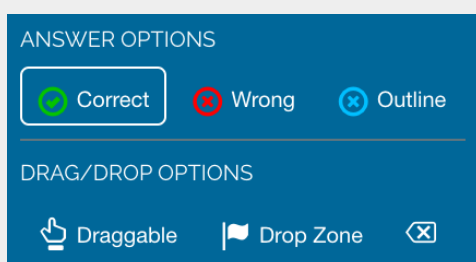 ANSWER OPTIONS
Correct Wrong Outline
DRAG/DROP OPTIONS
Draggable Drop Zone